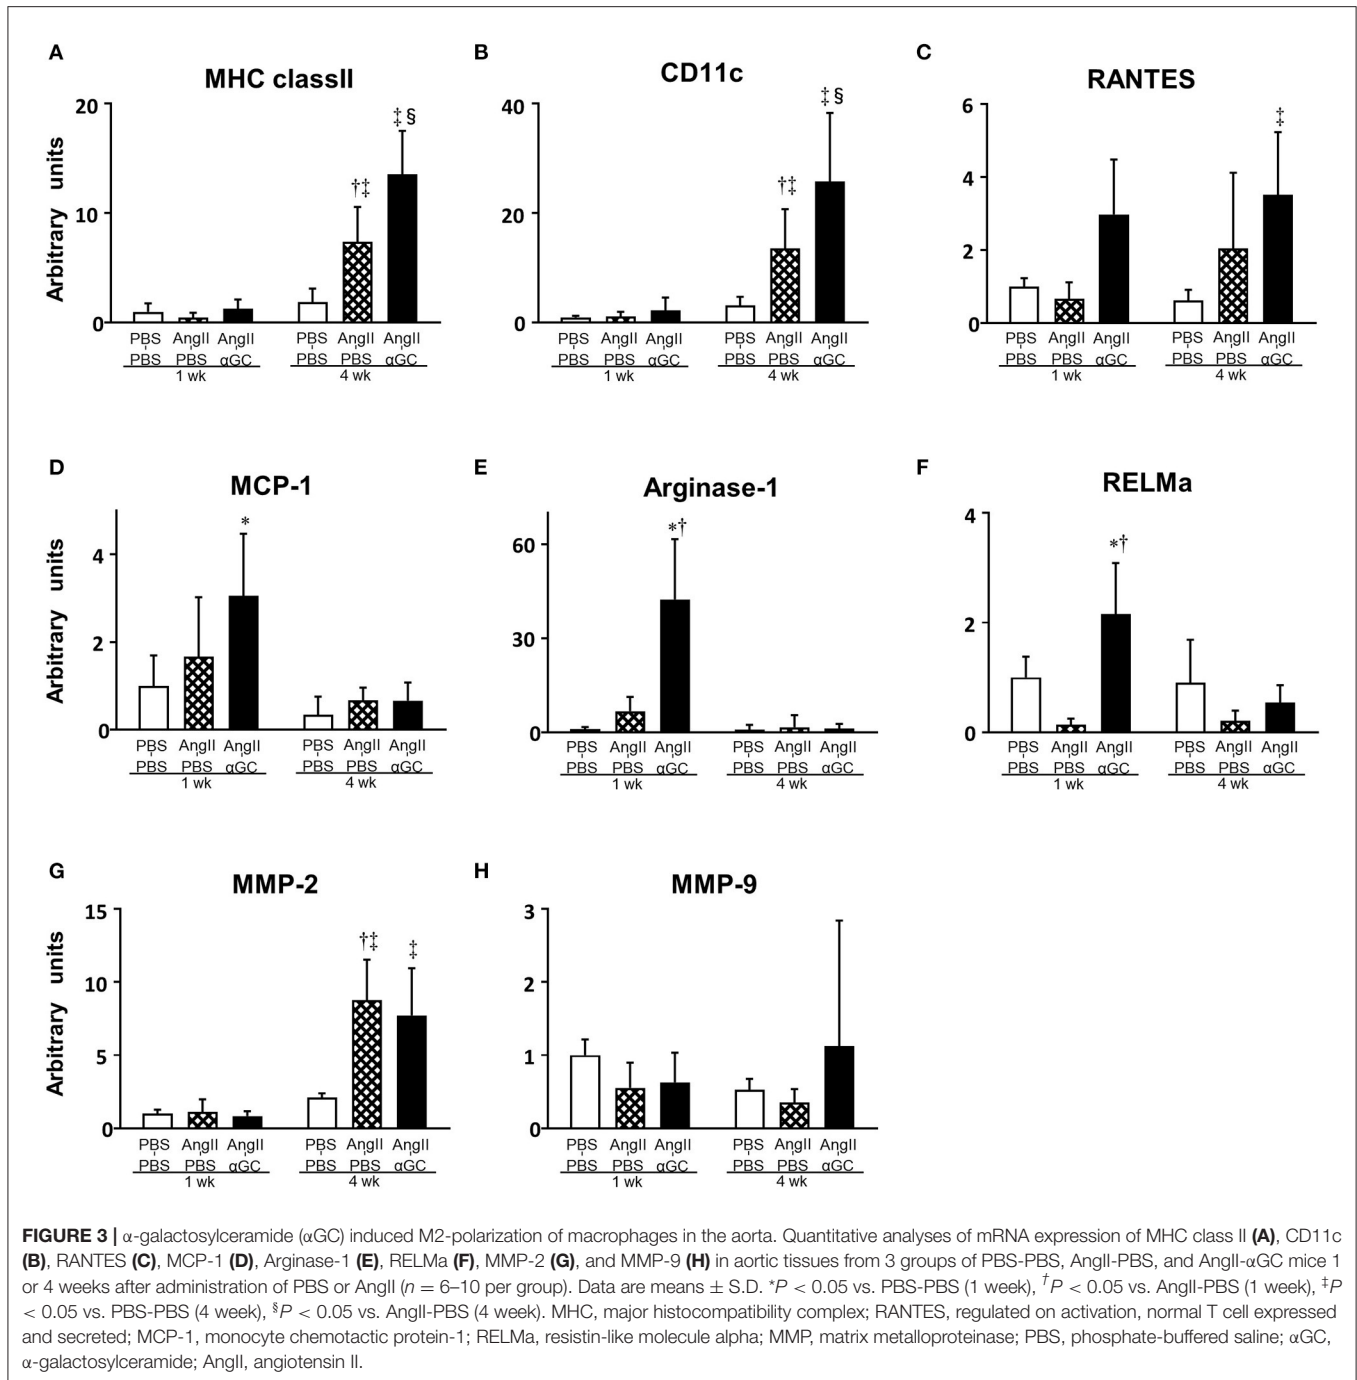 A
MHC classII
Arbitrary units
20
10
0
PBS AngII AngII PBS AngII AngII
PBS PBS αGC PBS PBS αGC
1 wk 4 wk
†‡ ‡ §
B
CD11c
40
20
0
PBS AngII AngII PBS AngII AngII
PBS PBS αGC PBS PBS αGC
1 wk 4 wk
†‡ ‡ §
C
RANTES
6
4
2
0
PBS AngII AngII PBS AngII AngII
PBS PBS αGC PBS PBS αGC
1 wk 4 wk
‡
D
MCP-1
Arbitrary units
4
2
0
PBS AngII AngII PBS AngII AngII
PBS PBS αGC PBS PBS αGC
1 wk 4 wk
*
E
Arginase-1
60
30
0
PBS AngII AngII PBS AngII AngII
PBS PBS αGC PBS PBS αGC
1 wk 4 wk
*†
F
RELMa
4
2
0
PBS AngII AngII PBS AngII AngII
PBS PBS αGC PBS PBS αGC
1 wk 4 wk
*†
G
MMP-2
Arbitrary units
15
10
5
0
PBS AngII AngII PBS AngII AngII
PBS PBS αGC PBS PBS αGC
1 wk 4 wk
†‡ ‡
H
MMP-9
3
2
1
0
PBS AngII AngII PBS AngII AngII
PBS PBS αGC PBS PBS αGC
1 wk 4 wk
FIGURE 3 | α-galactosylceramide (αGC) induced M2-polarization of macrophages in the aorta. Quantitative analyses of mRNA expression of MHC class II (A), CD11c
(B), RANTES (C), MCP-1 (D), Arginase-1 (E), RELMa (F), MMP-2 (G), and MMP-9 (H) in aortic tissues from 3 groups of PBS-PBS, AngII-PBS, and AngII-αGC mice 1
or 4 weeks after administration of PBS or AngII (n = 6–10 per group). Data are means ± S.D. *P < 0.05 vs. PBS-PBS (1 week), †P < 0.05 vs. AngII-PBS (1 week), ‡P
< 0.05 vs. PBS-PBS (4 week), §P < 0.05 vs. AngII-PBS (4 week). MHC, major histocompatibility complex; RANTES, regulated on activation, normal T cell expressed
and secreted; MCP-1, monocyte chemotactic protein-1; RELMa, resistin-like molecule alpha; MMP, matrix metalloproteinase; PBS, phosphate-buffered saline; αGC,
α-galactosylceramide; AngII, angiotensin II.